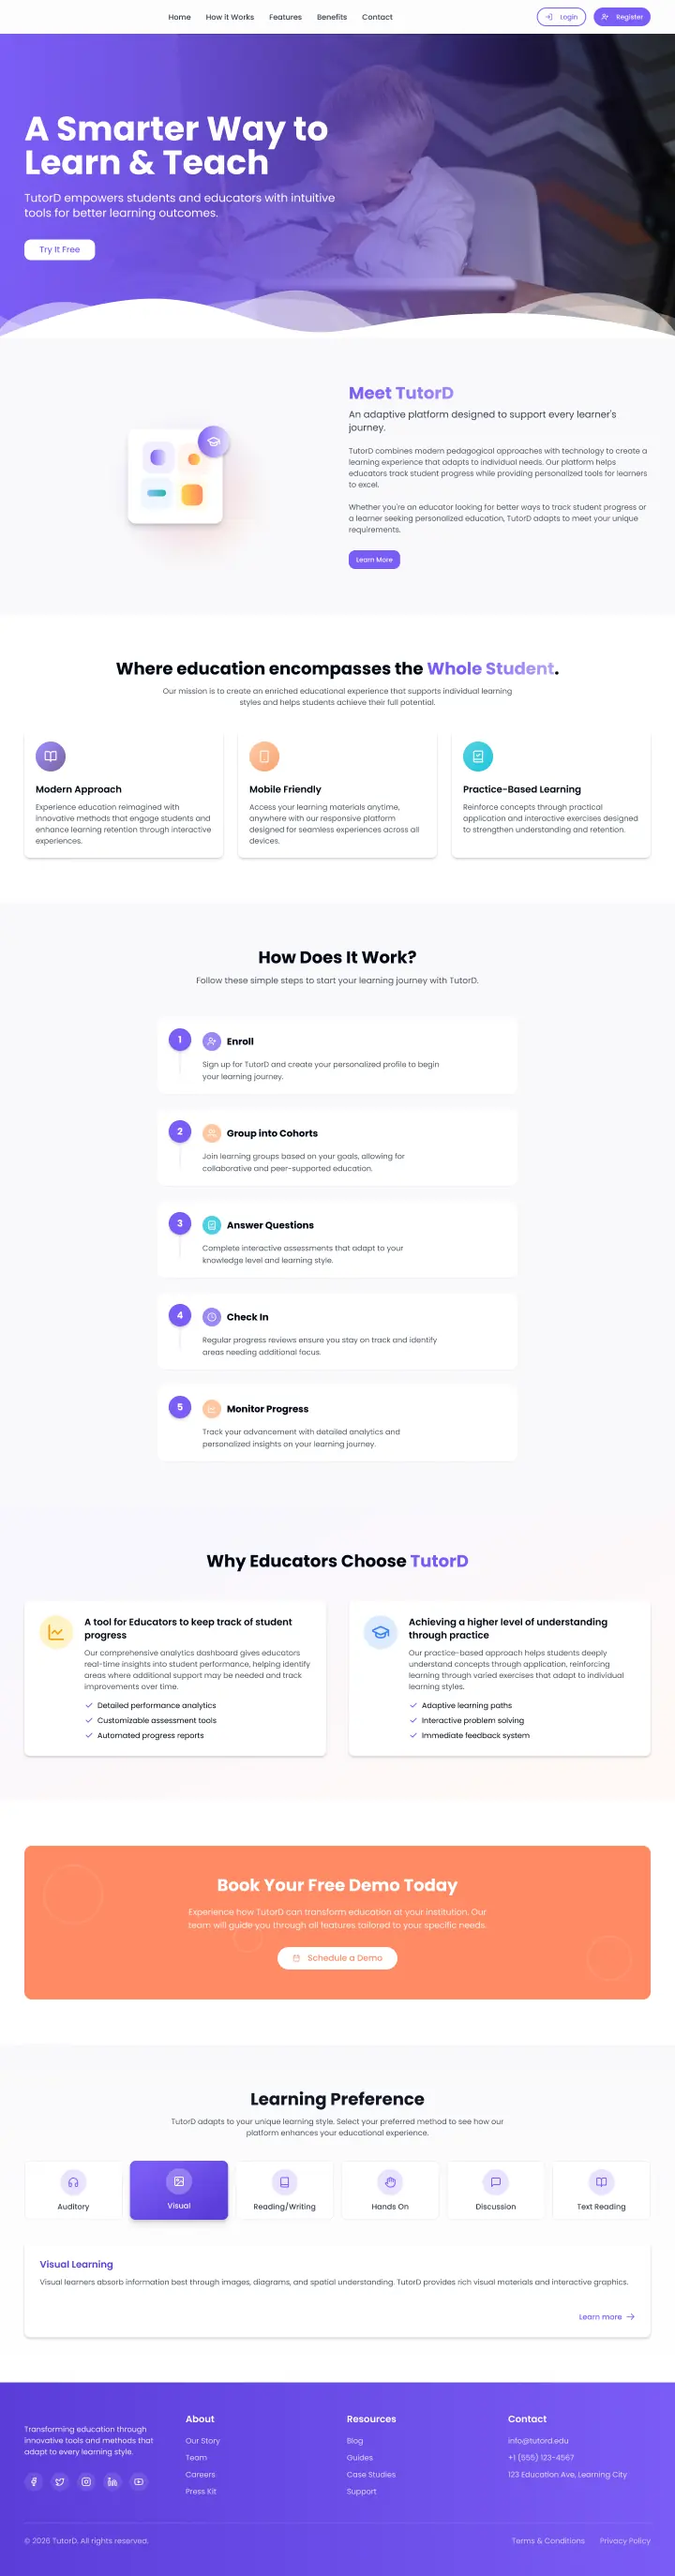 Home How it Works Features Benefits Contact Login Register
A Smarter Way to
Learn & Teach
TutorD empowers students and educators with intuitive
tools for better learning outcomes.
Try It Free
Meet TutorD
An adaptive platform designed to support every learner's
journey.
TutorD combines modern pedagogical approaches with technology to create a
learning experience that adapts to individual needs. Our platform helps
educators track student progress while providing personalized tools for learners
to excel.
Whether you're an educator looking for better ways to track student progress or
a learner seeking personalized education, TutorD adapts to meet your unique
requirements.
Learn More
Where education encompasses the Whole Student.
Our mission is to create an enriched educational experience that supports individual learning
styles and helps students achieve their full potential.
Modern Approach
Experience education reimagined with
innovative methods that engage students and
enhance learning retention through interactive
experiences.
Mobile Friendly
Access your learning materials anytime,
anywhere with our responsive platform
designed for seamless experiences across all
devices.
Practice-Based Learning
Reinforce concepts through practical
application and interactive exercises designed
to strengthen understanding and retention.
How Does It Work?
Follow these simple steps to start your learning journey with TutorD.
1 Enroll
Sign up for TutorD and create your personalized profile to begin
your learning journey.
2 Group into Cohorts
Join learning groups based on your goals, allowing for
collaborative and peer-supported education.
3 Answer Questions
Complete interactive assessments that adapt to your
knowledge level and learning style.
4 Check In
Regular progress reviews ensure you stay on track and identify
areas needing additional focus.
5 Monitor Progress
Track your advancement with detailed analytics and
personalized insights on your learning journey.
Why Educators Choose TutorD
A tool for Educators to keep track of student
progress
Our comprehensive analytics dashboard gives educators
real-time insights into student performance, helping identify
areas where additional support may be needed and track
improvements over time.
Detailed performance analytics
Customizable assessment tools
Automated progress reports
Achieving a higher level of understanding
through practice
Our practice-based approach helps students deeply
understand concepts through application, reinforcing
learning through varied exercises that adapt to individual
learning styles.
Adaptive learning paths
Interactive problem solving
Immediate feedback system
Book Your Free Demo Today
Experience how TutorD can transform education at your institution. Our
team will guide you through all features tailored to your specific needs.
Schedule a Demo
Learning Preference
TutorD adapts to your unique learning style. Select your preferred method to see how our
platform enhances your educational experience.
Auditory Visual Reading/Writing Hands On Discussion Text Reading
Visual Learning
Visual learners absorb information best through images, diagrams, and spatial understanding. TutorD provides rich visual materials and interactive graphics.
Learn more
Transforming education through
innovative tools and methods that
adapt to every learning style.
About
Our Story
Team
Careers
Press Kit
Resources
Blog
Guides
Case Studies
Support
Contact
info@tutord.edu
+1 (555) 123-4567
123 Education Ave, Learning City
© 2026 TutorD. All rights reserved. Terms & Conditions Privacy Policy